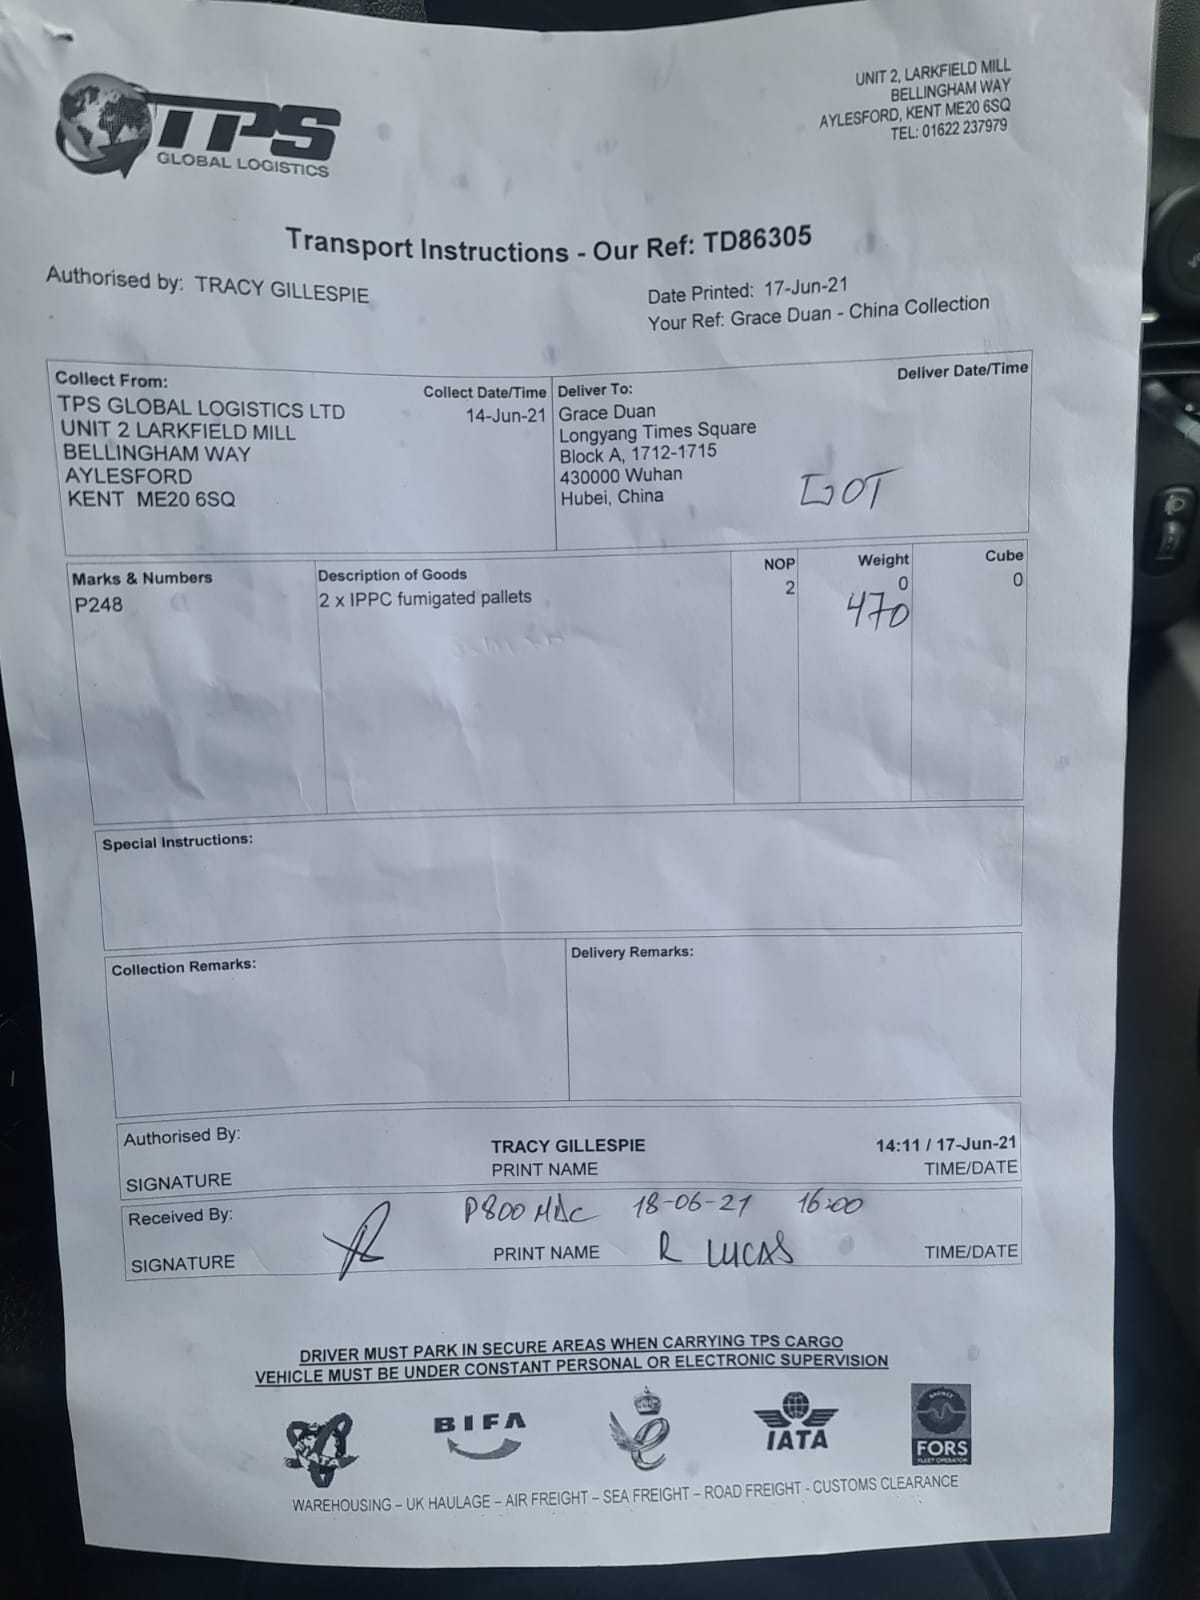 TPS
GLOBAL LOGISTICS
UNIT 2, LARKFIELD MILL
BELLINGHAM WAY
AYLESFORD, KENT ME20 6SQ
TEL: 01622 237979
Transport Instructions - Our Ref: TD86305
Authorised by: TRACY GILLESPIE
Date Printed: 17-Jun-21
Your Ref: Grace Duan - China Collection
Collect From:
Collect Date/Time
TPS GLOBAL LOGISTICS LTD
14-Jun-21
UNIT 2 LARKFIELD MILL
BELLINGHAM WAY
AYLESFORD
KENT ME20 6SQ
Deliver To:
Deliver Date/Time
Grace Duan
Longyang Times Square
Block A, 1712-1715
430000 Wuhan
Hubei, China
GOT
Marks & Numbers
Description of Goods
NOP
Weight
Cube
P248
2 x IPPC fumigated pallets
2
0
0
470
Special Instructions:
Collection Remarks:
Delivery Remarks:
Authorised By:
TRACY GILLESPIE
14:11 / 17-Jun-21
SIGNATURE
PRINT NAME
TIME/DATE
Received By:
P800 MAC 18-06-21 16:00
SIGNATURE
PRINT NAME
R LUCAS
TIME/DATE
DRIVER MUST PARK IN SECURE AREAS WHEN CARRYING TPS CARGO
VEHICLE MUST BE UNDER CONSTANT PERSONAL OR ELECTRONIC SUPERVISION
BIFA
IATA
BRONZE
FORS
FLEET OPERATOR
WAREHOUSING – UK HAULAGE – AIR FREIGHT – SEA FREIGHT – ROAD FREIGHT - CUSTOMS CLEARANCE